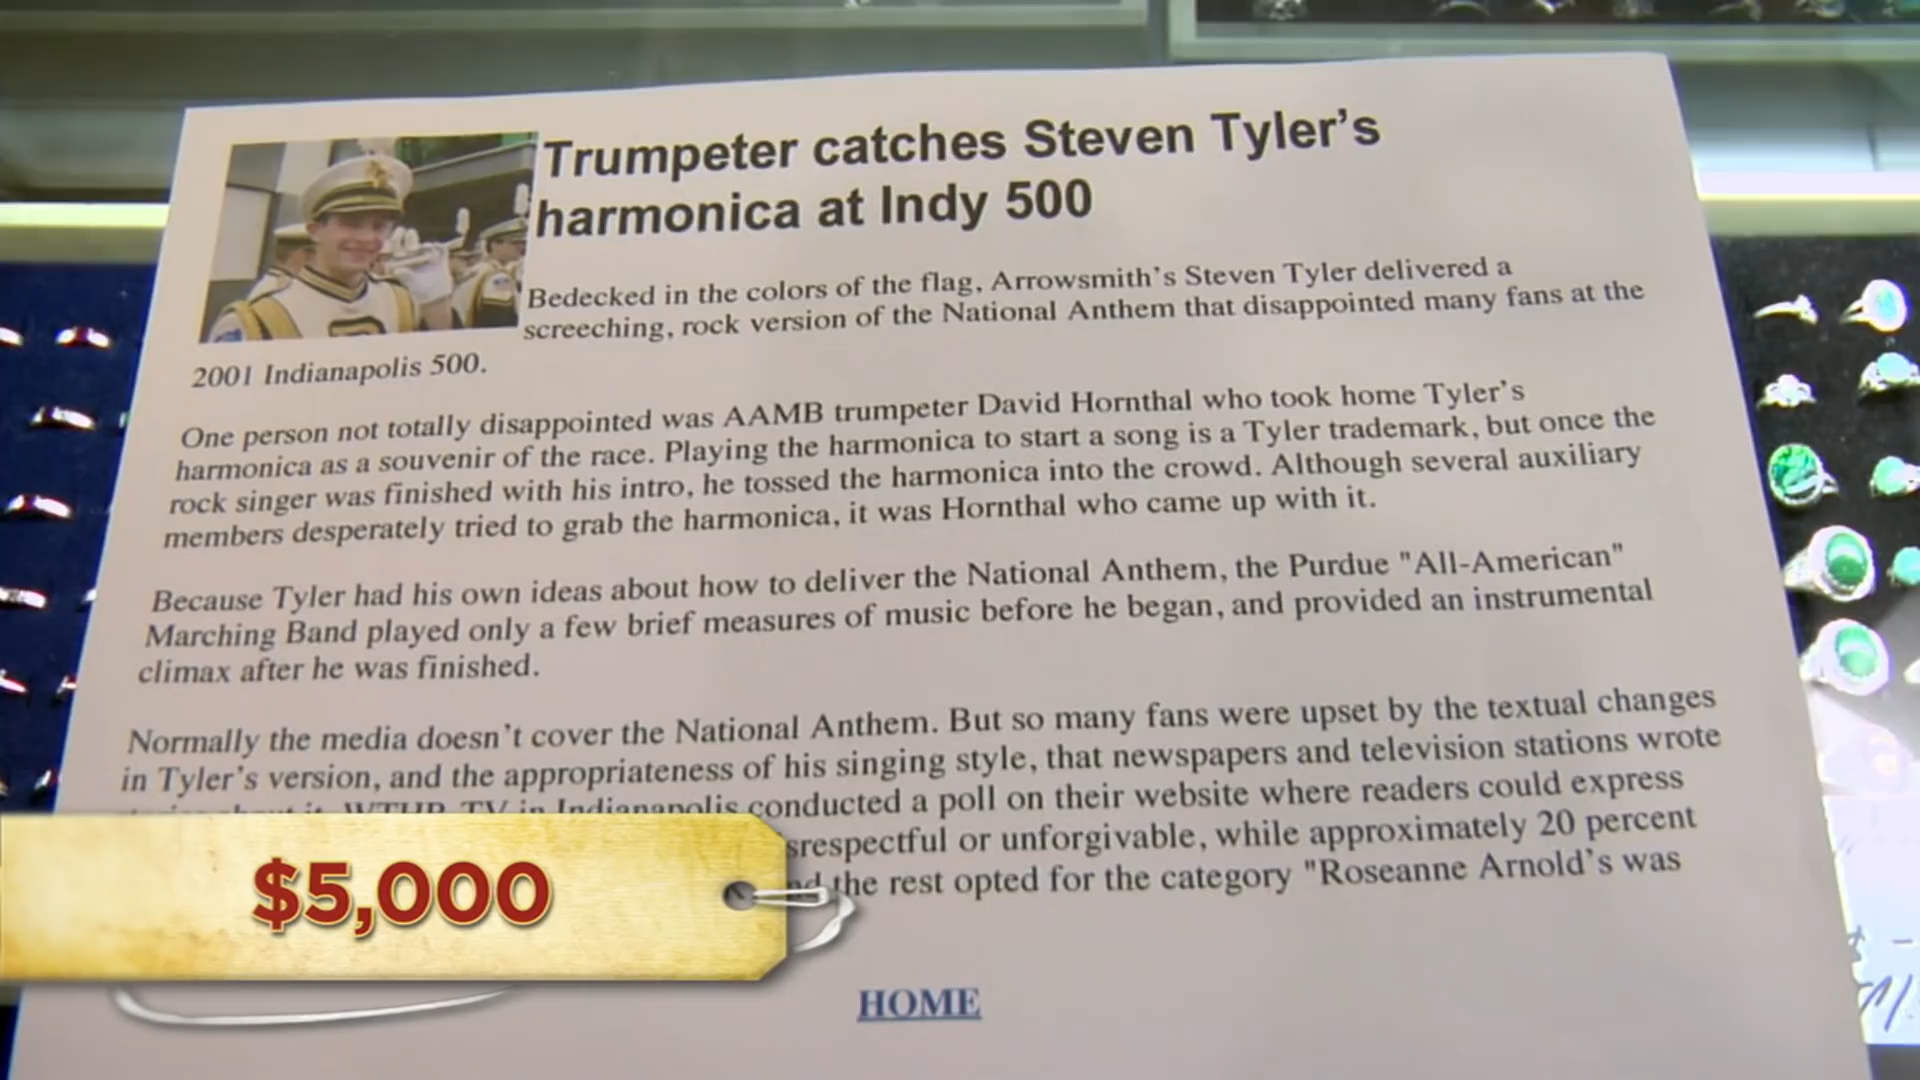 Trumpeter catches Steven Tyler's
harmonica at Indy 500
Bedecked in the colors of the flag, Arrowsmith's Steven Tyler delivered a
screeching, rock version of the National Anthem that disappointed many fans at the
2001 Indianapolis 500.
One person not totally disappointed was AAMB trumpeter David Hornthal who took home Tyler's
harmonica as a souvenir of the race. Playing the harmonica to start a song is a Tyler trademark, but once the
rock singer was finished with his intro, he tossed the harmonica into the crowd. Although several auxiliary
members desperately tried to grab the harmonica, it was Hornthal who came up with it.
Because Tyler had his own ideas about how to deliver the National Anthem, the Purdue "All-American"
Marching Band played only a few brief measures of music before he began, and provided an instrumental
climax after he was finished.
Normally the media doesn't cover the National Anthem. But so many fans were upset by the textual changes
in Tyler's version, and the appropriateness of his singing style, that newspapers and television stations wrote
it. WTHR-TV in Indianapolis conducted a poll on their website where readers could express
srespectful or unforgivable, while approximately 20 percent
the rest opted for the category "Roseanne Arnold's was
$5,000
HOME